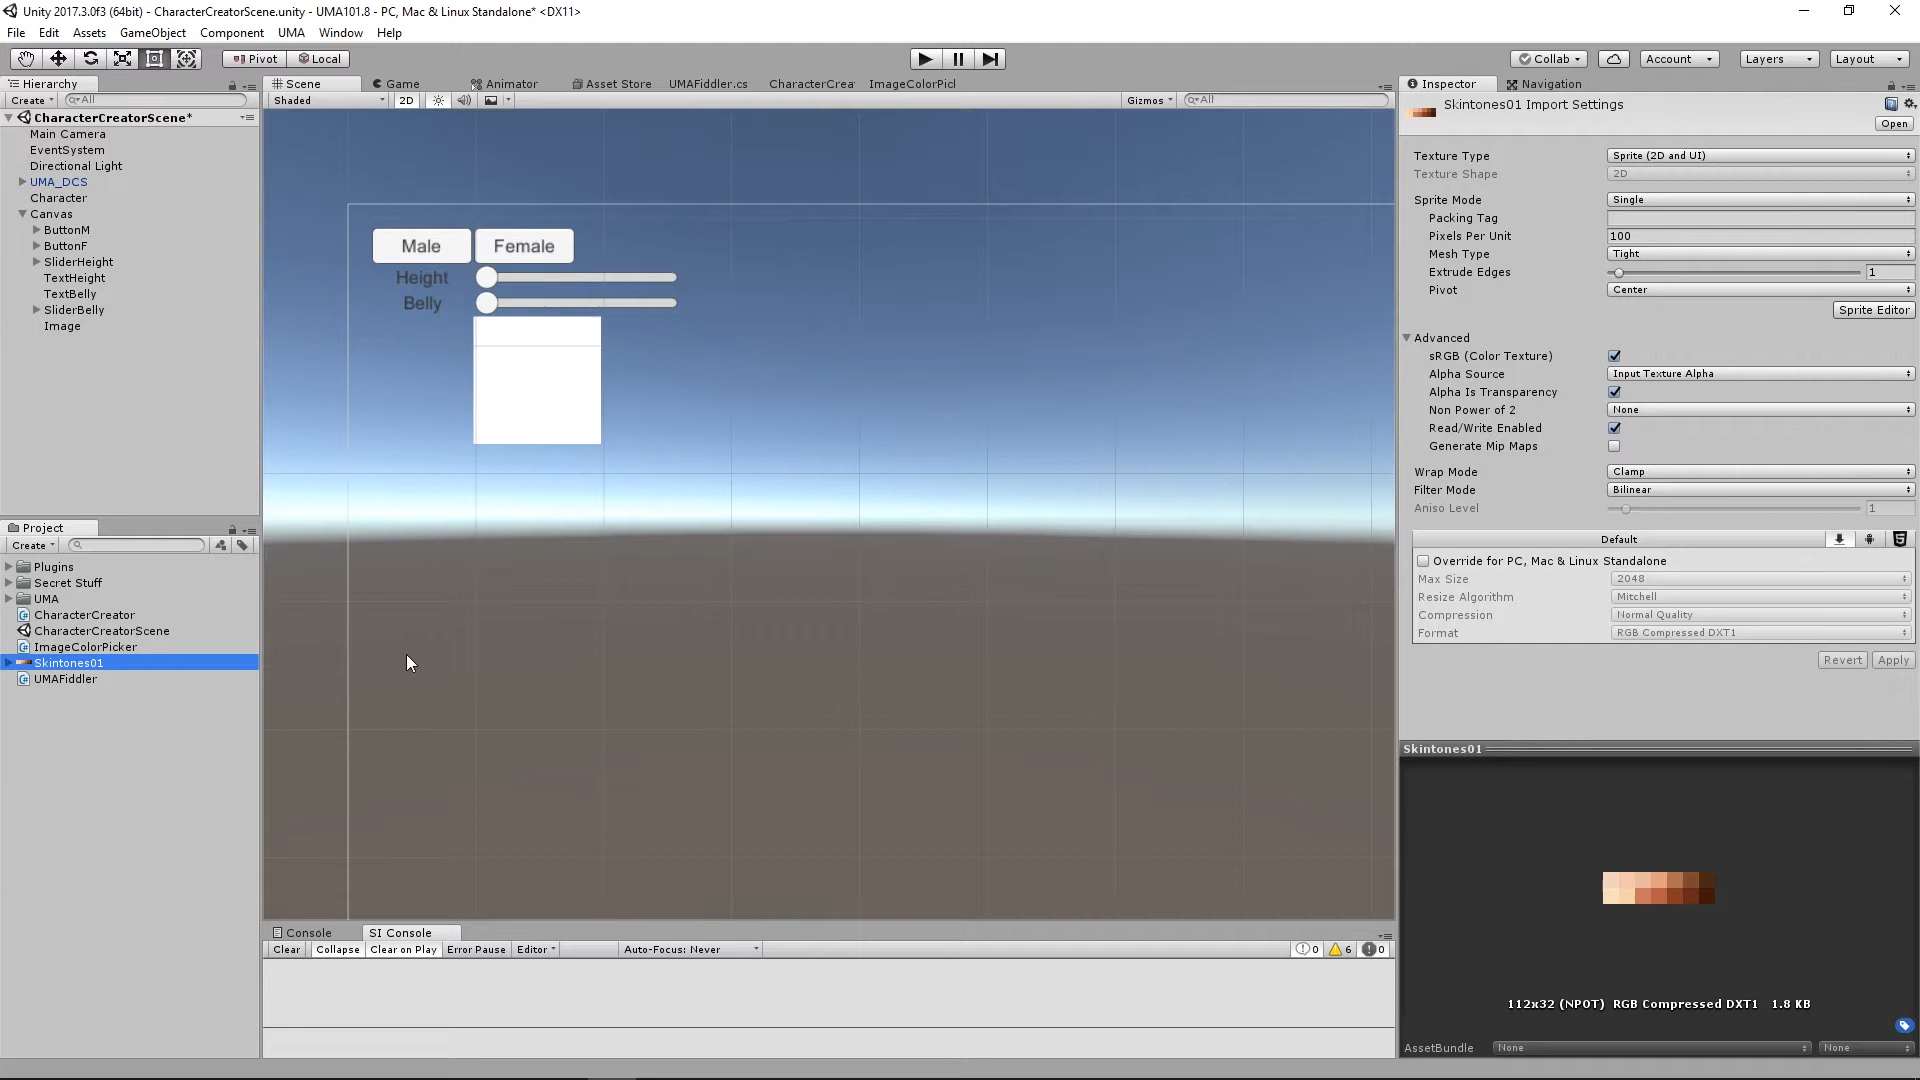 Unity 2017.3.0f3 (64bit) - CharacterCreatorScene.unity - UMA101.8 - PC, Mac & Linux Standalone* <DX11>
File Edit Assets GameObject Component UMA Window Help
Pivot Local Collab Account Layers Layout
Hierarchy
Create All
CharacterCreatorScene*
Main Camera
EventSystem
Directional Light
UMA_DCS
Character
Canvas
ButtonM
ButtonF
SliderHeight
TextHeight
TextBelly
SliderBelly
Image
Project
Create
Plugins
Secret Stuff
UMA
CharacterCreator
CharacterCreatorScene
ImageColorPicker
Skintones01
UMAFiddler
Scene Game Animator Asset Store UMAFiddler.cs CharacterCrea ImageColorPicl
Shaded 2D Gizmos All
Male Female
Height
Belly
Console SI Console
Clear Collapse Clear on Play Error Pause Editor Auto-Focus: Never 0 6 0
Inspector Navigation
Skintones01 Import Settings
Open
Texture Type Sprite (2D and UI)
Texture Shape 2D
Sprite Mode Single
Packing Tag
Pixels Per Unit 100
Mesh Type Tight
Extrude Edges 1
Pivot Center
Sprite Editor
Advanced
sRGB (Color Texture)
Alpha Source Input Texture Alpha
Alpha Is Transparency
Non Power of 2 None
Read/Write Enabled
Generate Mip Maps
Wrap Mode Clamp
Filter Mode Bilinear
Aniso Level 1
Default
Override for PC, Mac & Linux Standalone
Max Size 2048
Resize Algorithm Mitchell
Compression Normal Quality
Format RGB Compressed DXT1
Revert Apply
Skintones01
112x32 (NPOT) RGB Compressed DXT1 1.8 KB
AssetBundle None None